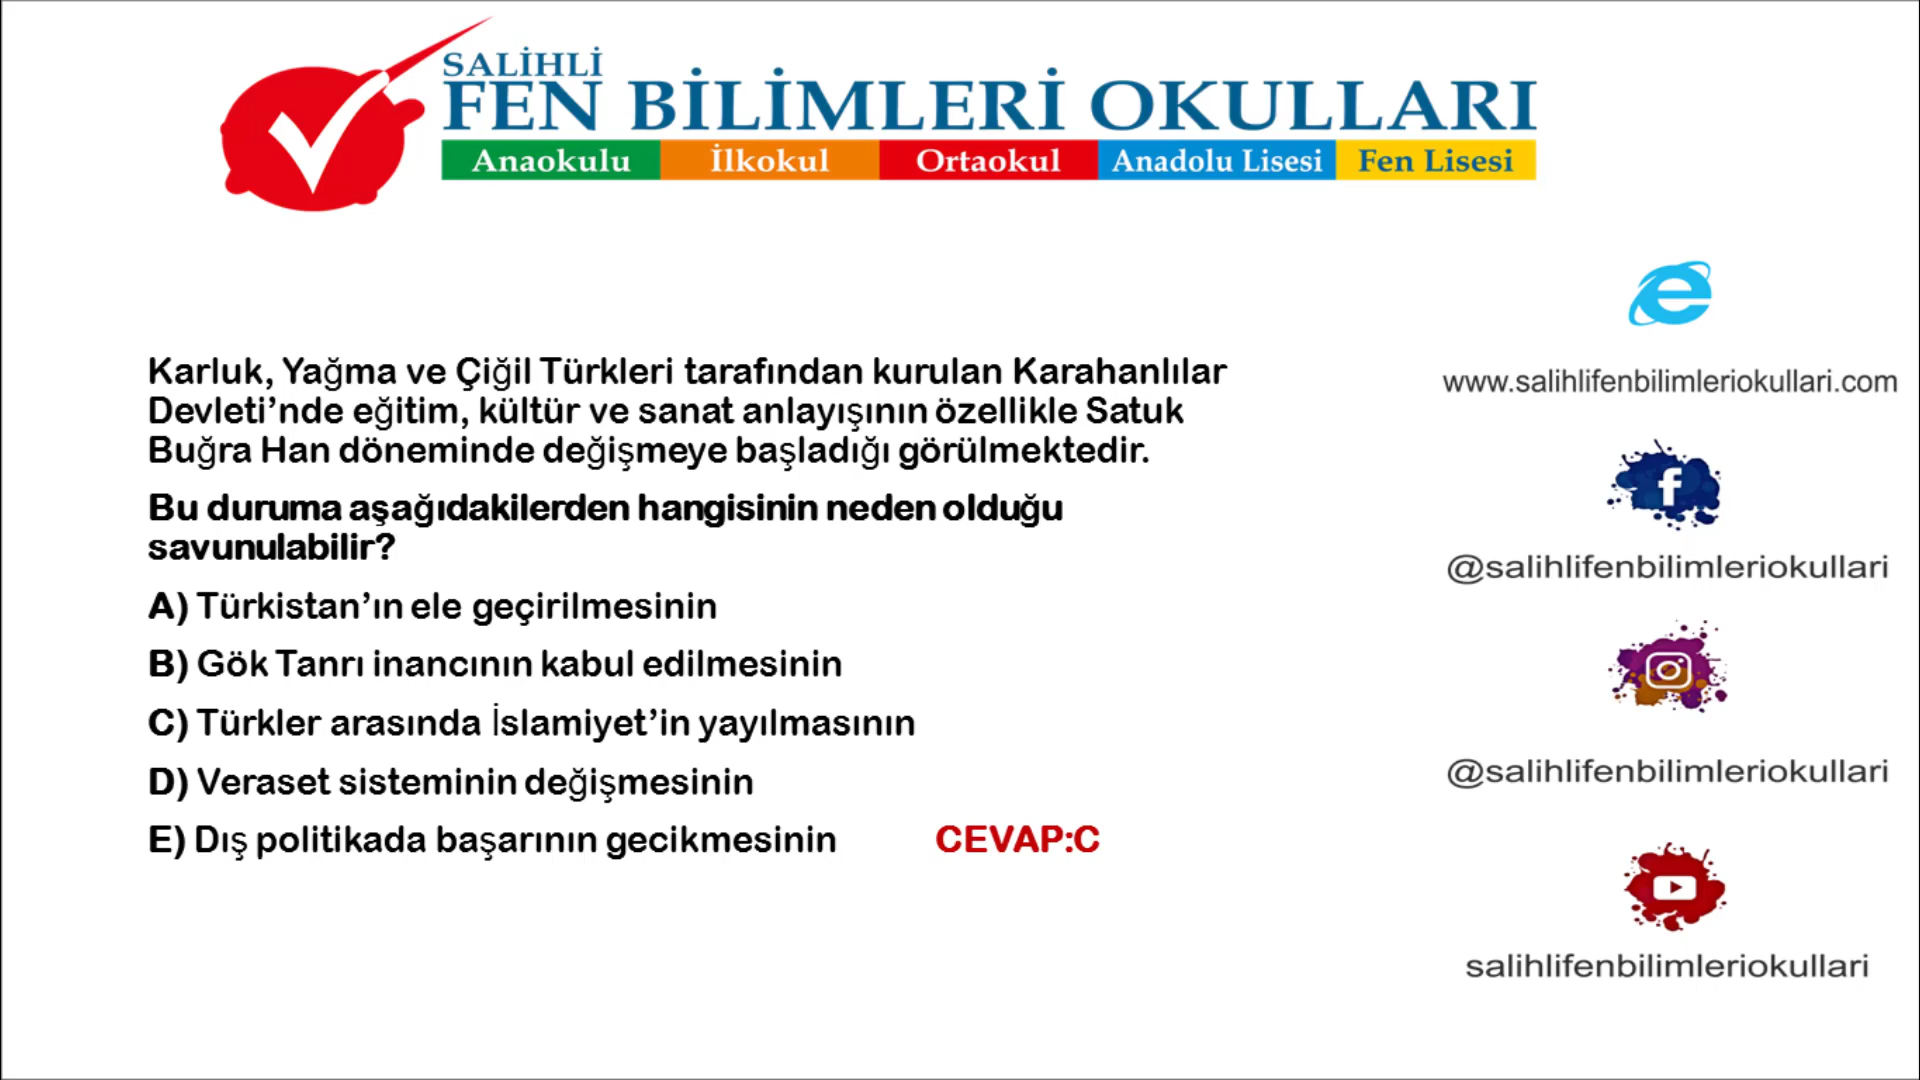 SALİHLİ
FEN BİLİMLERİ OKULLARI
Anaokulu İlkokul Ortaokul Anadolu Lisesi Fen Lisesi
Karluk, Yağma ve Çiğil Türkleri tarafından kurulan Karahanlılar
Devleti’nde eğitim, kültür ve sanat anlayışının özellikle Satuk
Buğra Han döneminde değişmeye başladığı görülmektedir.
Bu duruma aşağıdakilerden hangisinin neden olduğu
savunulabilir?
A) Türkistan’ın ele geçirilmesinin
B) Gök Tanrı inancının kabul edilmesinin
C) Türkler arasında İslamiyet’in yayılmasının
D) Veraset sisteminin değişmesinin
E) Dış politikada başarının gecikmesinin CEVAP:C
www.salihlifenbilimleriokullari.com
@salihlifenbilimleriokullari
@salihlifenbilimleriokullari
salihlifenbilimleriokullari